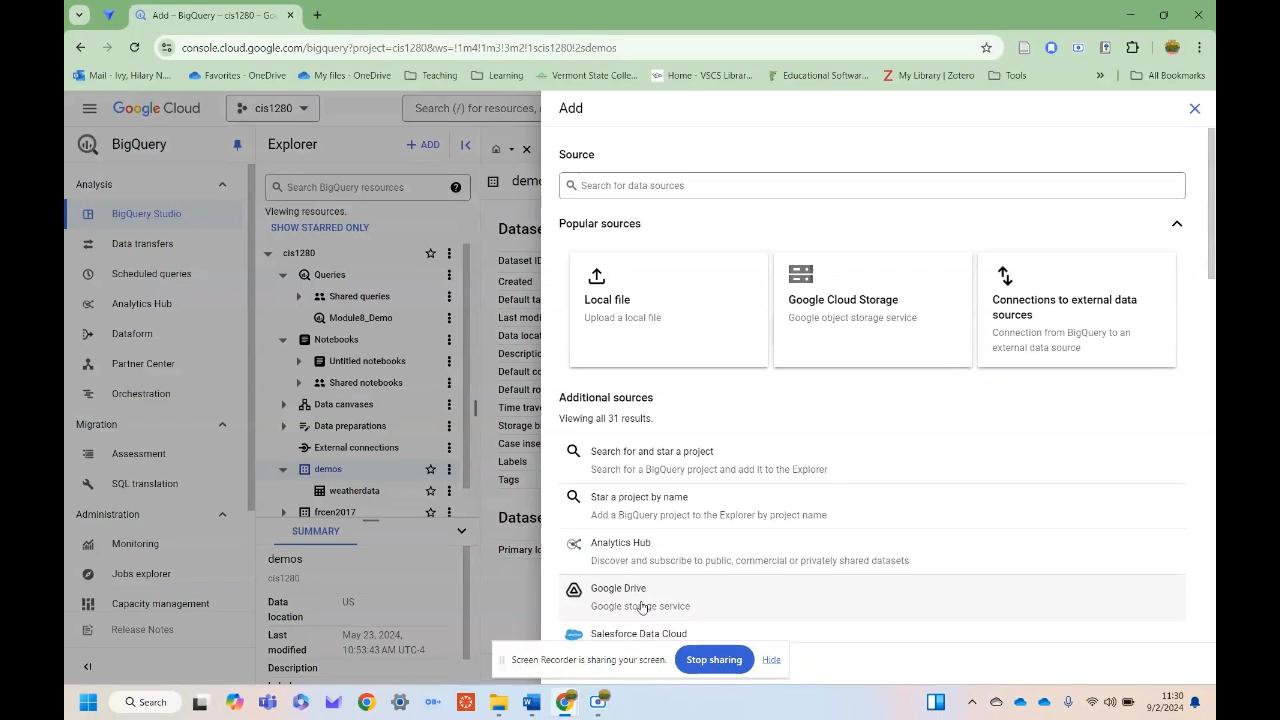 Add – BigQuery – cis1280 – Go
console.cloud.google.com/bigquery?project=cis1280&ws=!1m4!1m3!3m2!1scis1280!2sdemos
Mail - Ivy, Hilary N...
Favorites - OneDrive
My files - OneDrive
Teaching
Learning
Vermont State Colle...
Home - VSCS Librar...
Educational Softwar...
My Library | Zotero
Tools
All Bookmarks
Google Cloud
cis1280
Search (/) for resources,
BigQuery
Analysis
BigQuery Studio
Data transfers
Scheduled queries
Analytics Hub
Dataform
Partner Center
Orchestration
Migration
Assessment
SQL translation
Administration
Monitoring
Jobs explorer
Capacity management
Release Notes
Explorer
+ ADD
Search BigQuery resources
Viewing resources.
SHOW STARRED ONLY
cis1280
Queries
Shared queries
Module8_Demo
Notebooks
Untitled notebooks
Shared notebooks
Data canvases
Data preparations
External connections
demos
weatherdata
frcen2017
SUMMARY
demos
cis1280
Data location
US
Last modified
May 23, 2024, 10:53:43 AM UTC-4
Description
demo
Datase
Dataset ID
Created
Default ta
Last modi
Data locat
Descriptio
Default co
Default ro
Time trave
Storage b
Case inse
Labels
Tags
Datase
Primary lo
Add
Source
Search for data sources
Popular sources
Local file
Upload a local file
Google Cloud Storage
Google object storage service
Connections to external data
sources
Connection from BigQuery to an
external data source
Additional sources
Viewing all 31 results.
Search for and star a project
Search for a BigQuery project and add it to the Explorer
Star a project by name
Add a BigQuery project to the Explorer by project name
Analytics Hub
Discover and subscribe to public, commercial or privately shared datasets
Google Drive
Google storage service
Salesforce Data Cloud
Screen Recorder is sharing your screen.
Stop sharing
Hide
Search
11:30
9/2/2024